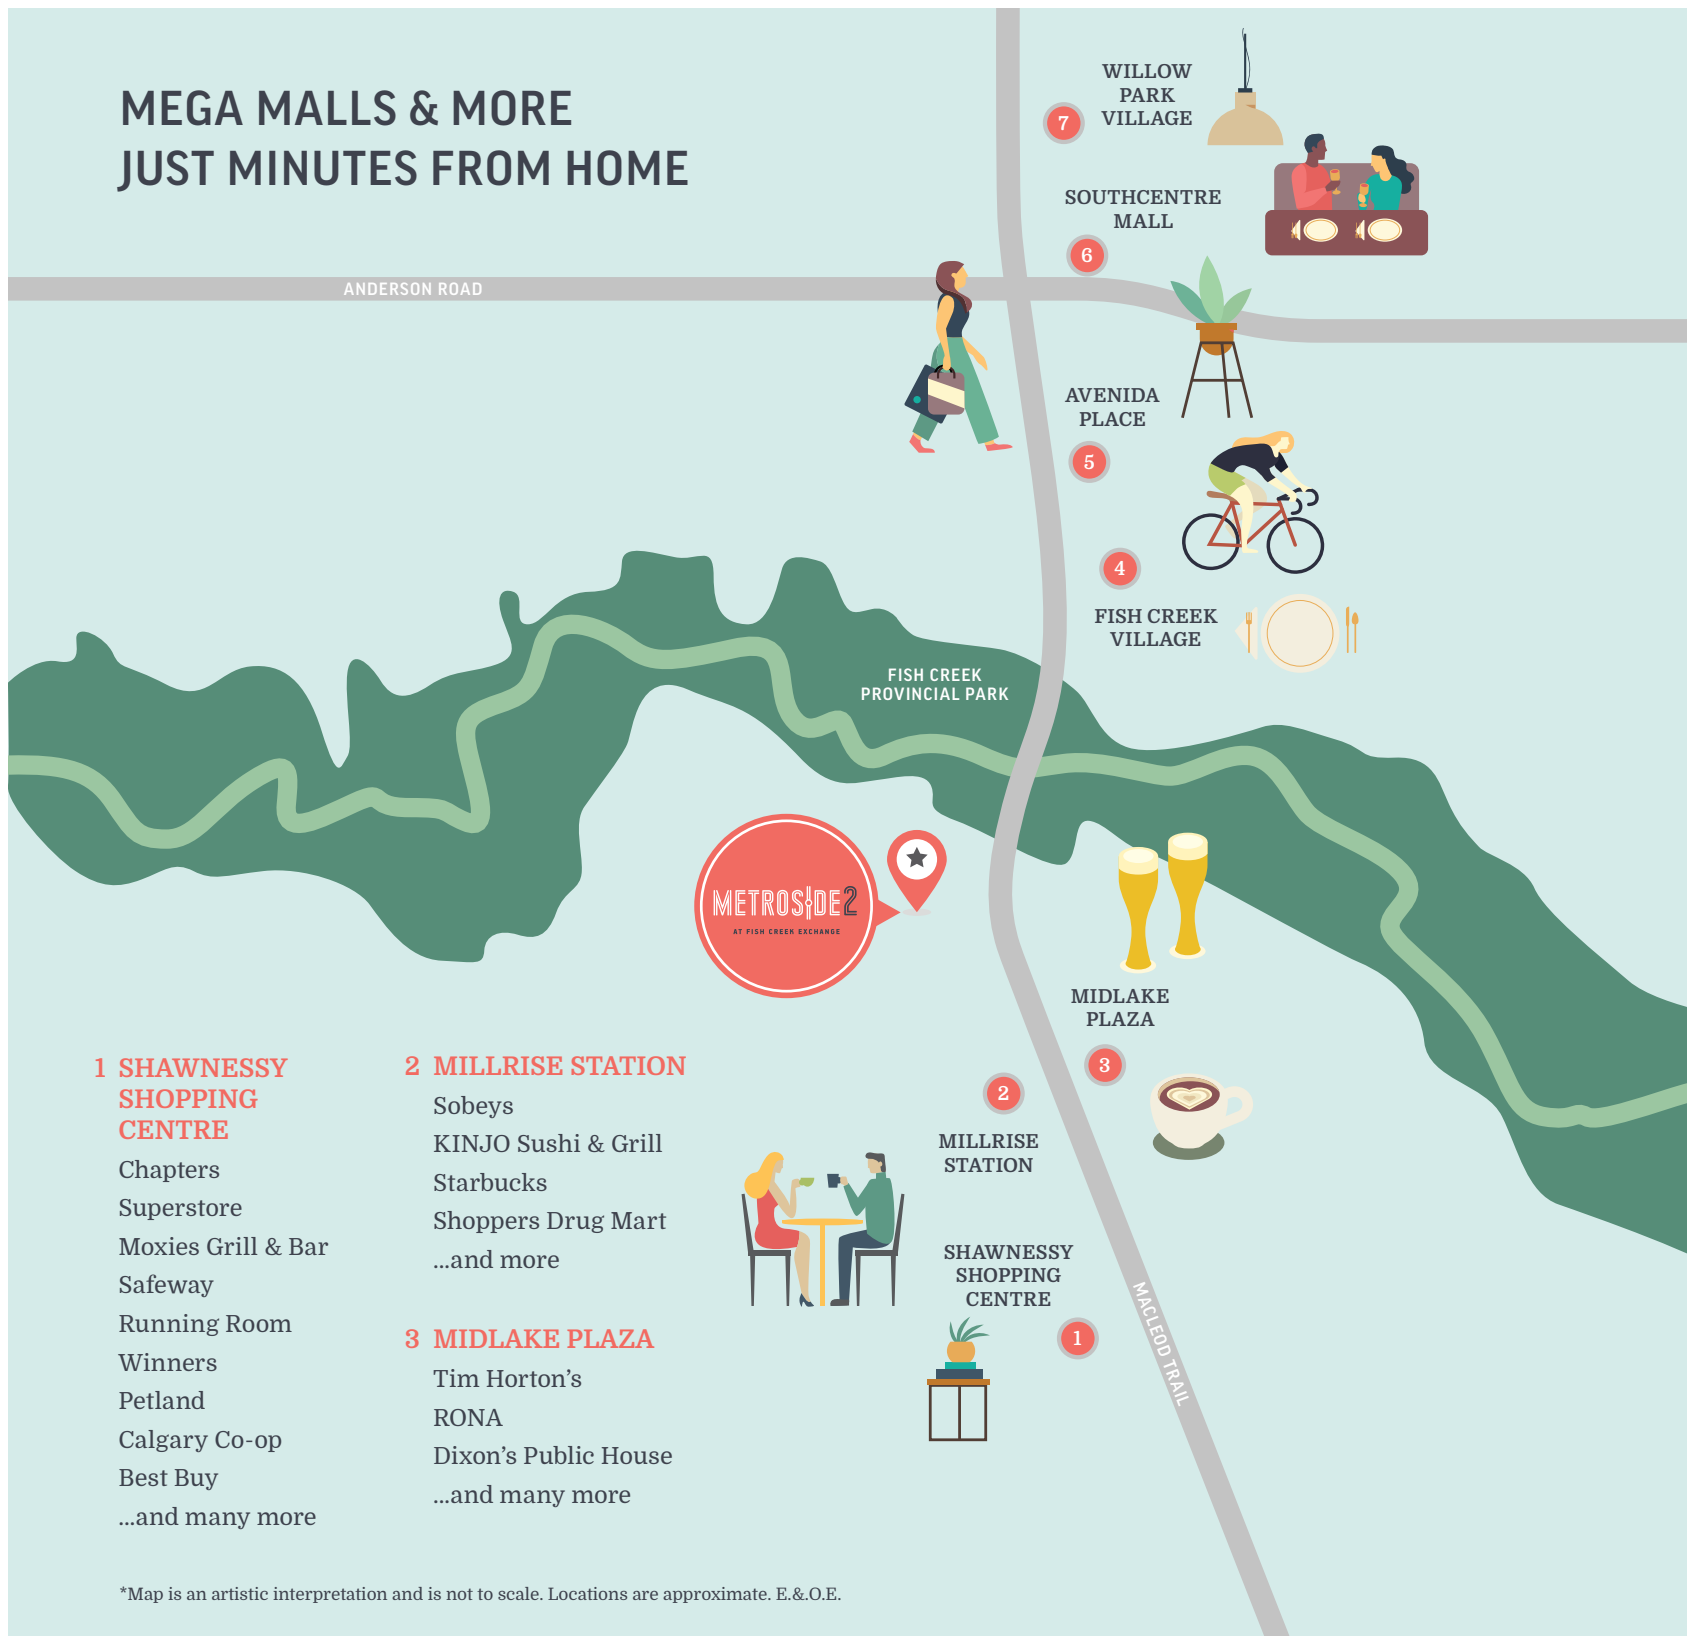 MEGA MALLS & MORE
JUST MINUTES FROM HOME
WILLOW
PARK
VILLAGE
7
SOUTHCENTRE
MALL
6
ANDERSON ROAD
AVENIDA
PLACE
5
4
FISH CREEK
VILLAGE
FISH CREEK
PROVINCIAL PARK
METROSIDE2
AT FISH CREEK EXCHANGE
MIDLAKE
PLAZA
3
2
MILLRISE
STATION
SHAWNESSY
SHOPPING
CENTRE
1
MACLEOD TRAIL
1 SHAWNESSY
SHOPPING
CENTRE
Chapters
Superstore
Moxies Grill & Bar
Safeway
Running Room
Winners
Petland
Calgary Co-op
Best Buy
...and many more
2 MILLRISE STATION
Sobeys
KINJO Sushi & Grill
Starbucks
Shoppers Drug Mart
...and more
3 MIDLAKE PLAZA
Tim Horton’s
RONA
Dixon’s Public House
...and many more
*Map is an artistic interpretation and is not to scale. Locations are approximate. E.&.O.E.